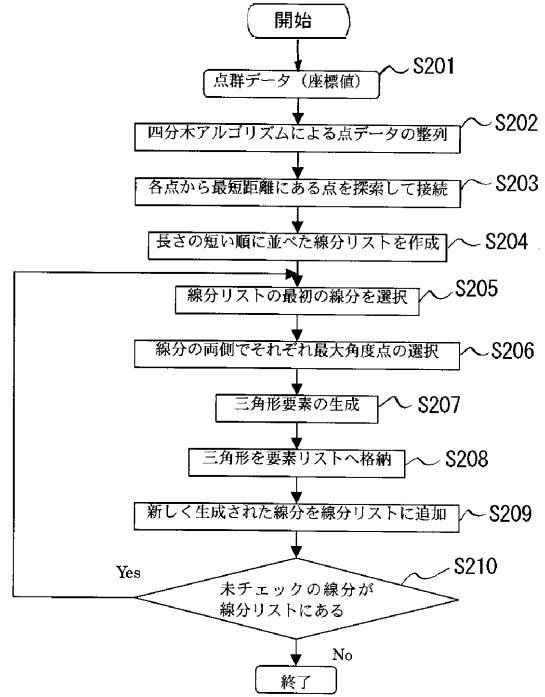 開始
点群データ（座標値）
S201
四分木アルゴリズムによる点データの整列
S202
各点から最短距離にある点を探索して接続
S203
長さの短い順に並べた線分リストを作成
S204
線分リストの最初の線分を選択
S205
線分の両側でそれぞれ最大角度点の選択
S206
三角形要素の生成
S207
三角形を要素リストへ格納
S208
新しく生成された線分を線分リストに追加
S209
Yes
未チェックの線分が
線分リストにある
S210
No
終了